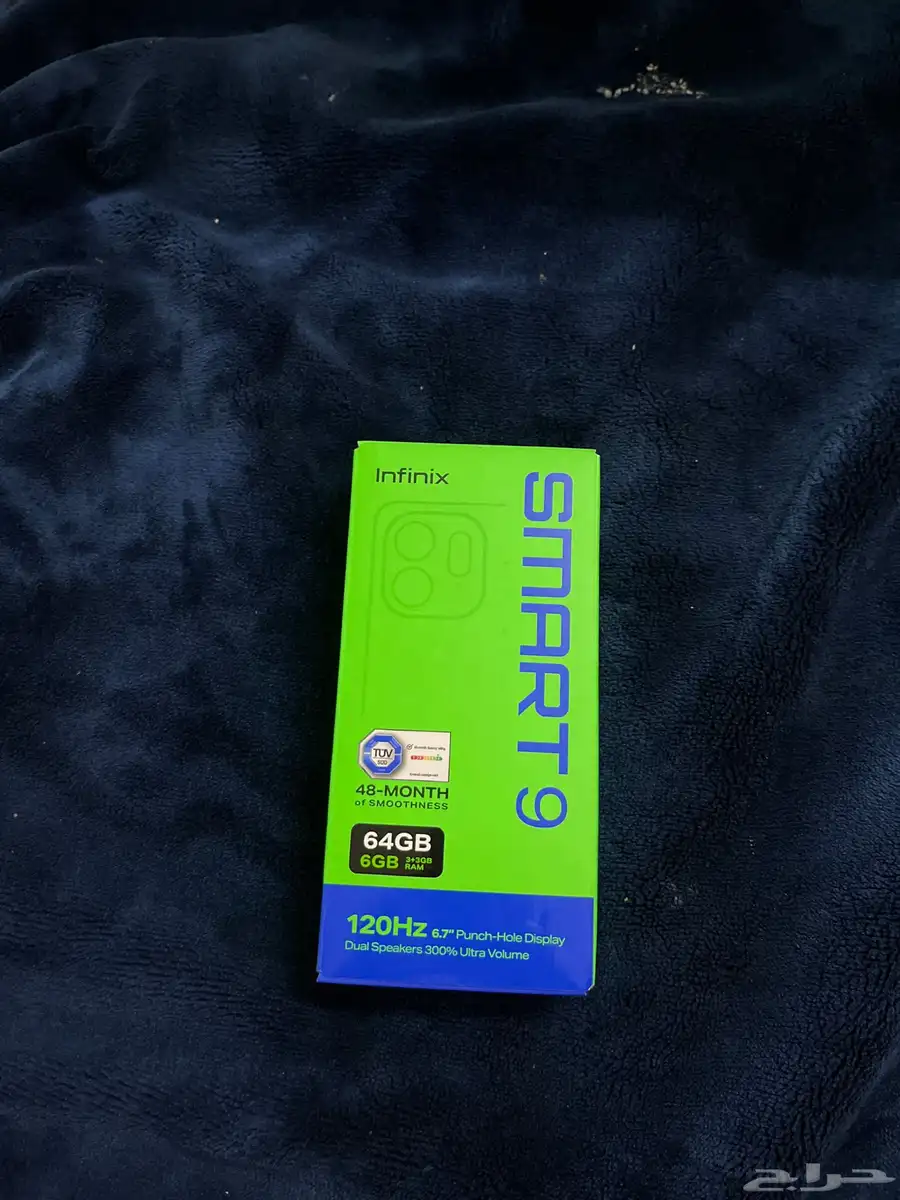 Infinix
SMART 9
TÜV
SÜD
48-MONTH
of SMOOTHNESS
64GB
6GB 3+3GB RAM
120Hz 6.7" Punch-Hole Display
Dual Speakers 300% Ultra Volume
حراج